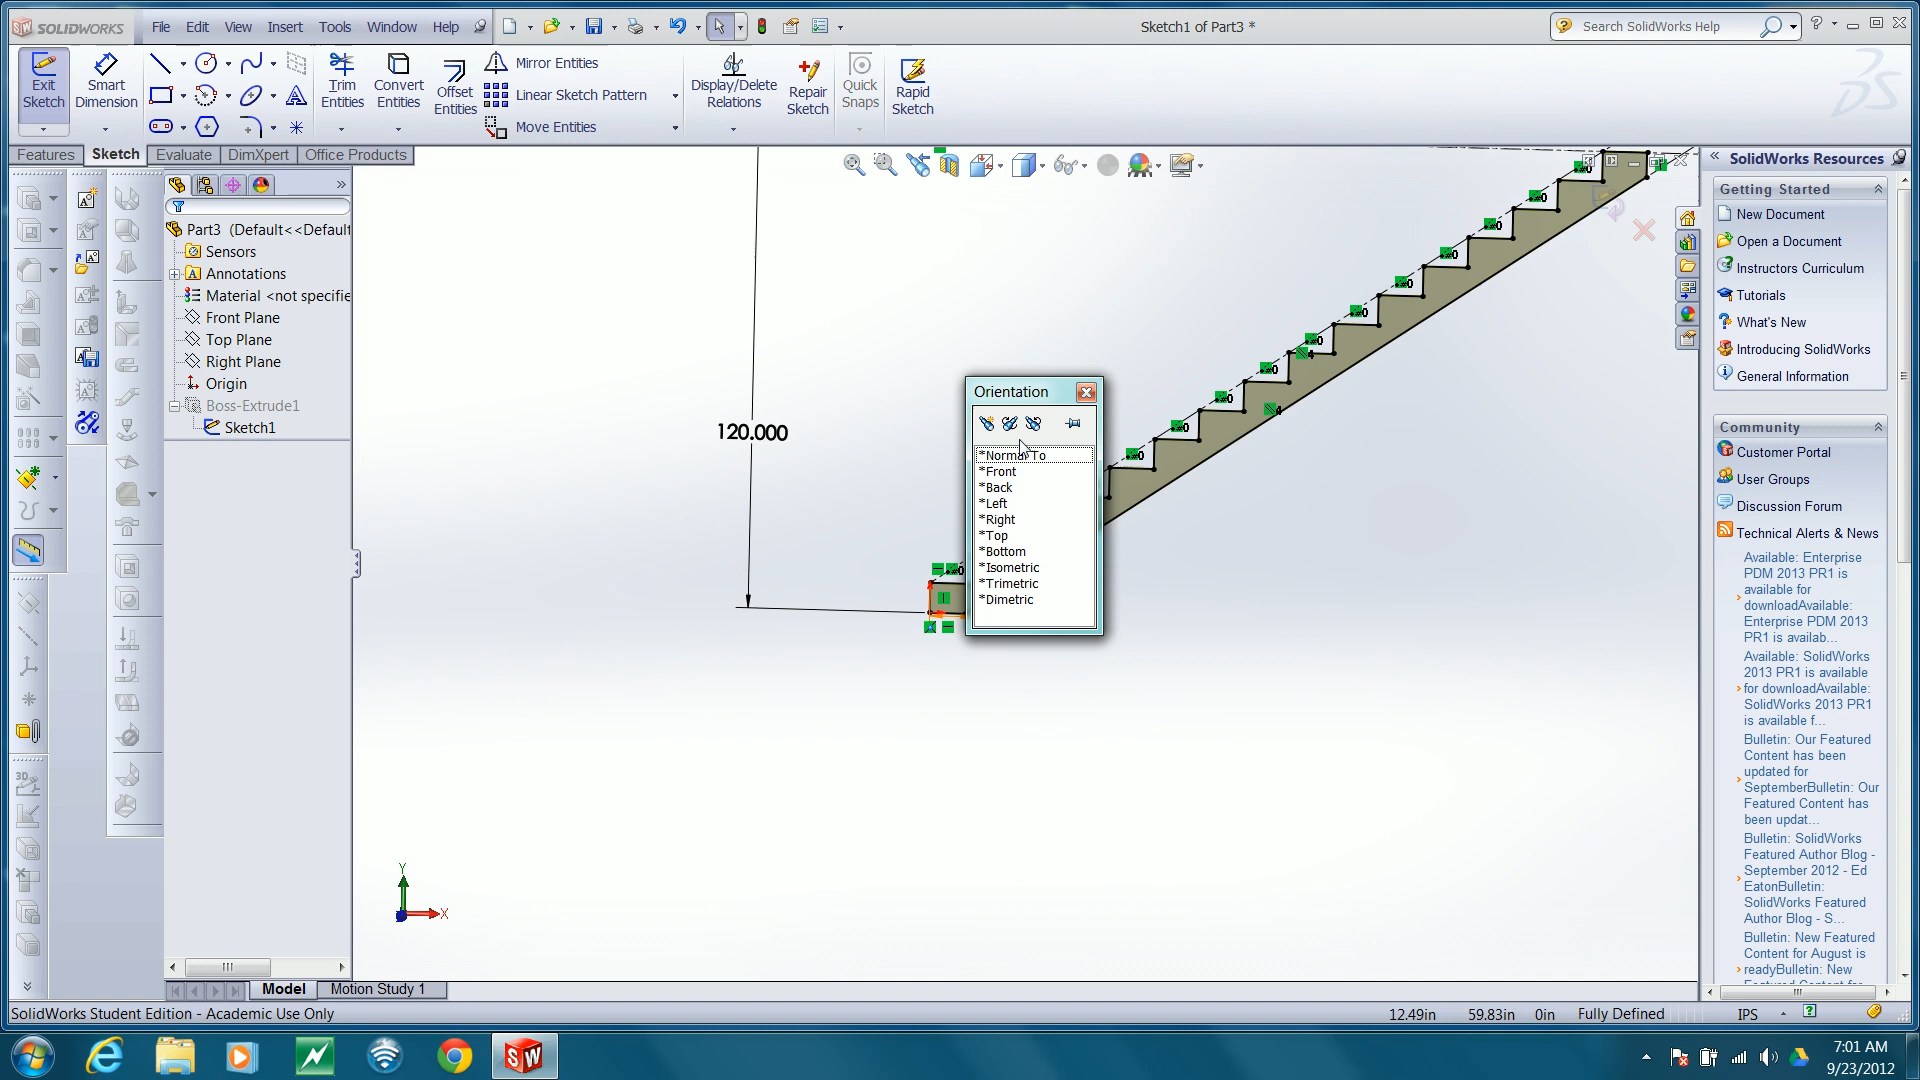 SOLIDWORKS File Edit View Insert Tools Window Help
Sketch1 of Part3 *
Search SolidWorks Help
Exit Sketch
Smart Dimension
Trim Entities
Convert Entities
Offset Entities
Mirror Entities
Linear Sketch Pattern
Move Entities
Display/Delete Relations
Repair Sketch
Quick Snaps
Rapid Sketch
Features Sketch Evaluate DimXpert Office Products
Part3 (Default<<Default
Sensors
Annotations
Material <not specifie
Front Plane
Top Plane
Right Plane
Origin
Boss-Extrude1
Sketch1
120.000
Orientation
*Normal To
*Front
*Back
*Left
*Right
*Top
*Bottom
*Isometric
*Trimetric
*Dimetric
Y
X
SolidWorks Resources
Getting Started
New Document
Open a Document
Instructors Curriculum
Tutorials
What's New
Introducing SolidWorks
General Information
Community
Customer Portal
User Groups
Discussion Forum
Technical Alerts & News
Available: Enterprise
PDM 2013 PR1 is
available for
downloadAvailable:
Enterprise PDM 2013
PR1 is availab...
Available: SolidWorks
2013 PR1 is available
for downloadAvailable:
SolidWorks 2013 PR1
is available f...
Bulletin: Our Featured
Content has been
updated for
SeptemberBulletin: Our
Featured Content has
been updat...
Bulletin: SolidWorks
Featured Author Blog -
September 2012 - Ed
EatonBulletin:
SolidWorks Featured
Author Blog - S...
Bulletin: New Featured
Content for August is
readyBulletin: New
Model Motion Study 1
SolidWorks Student Edition - Academic Use Only
12.49in 59.83in 0in Fully Defined IPS
7:01 AM
9/23/2012